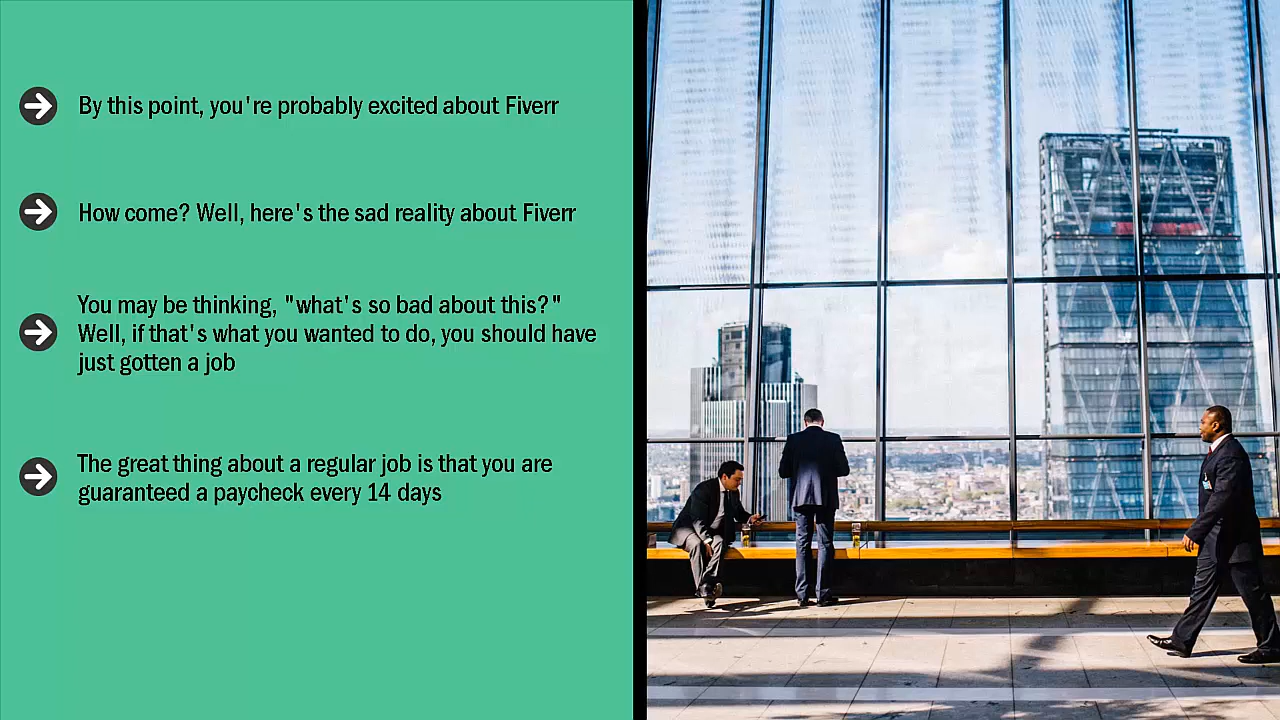 By this point, you're probably excited about Fiverr
How come? Well, here's the sad reality about Fiverr
You may be thinking, "what's so bad about this?"
Well, if that's what you wanted to do, you should have
just gotten a job
The great thing about a regular job is that you are
guaranteed a paycheck every 14 days